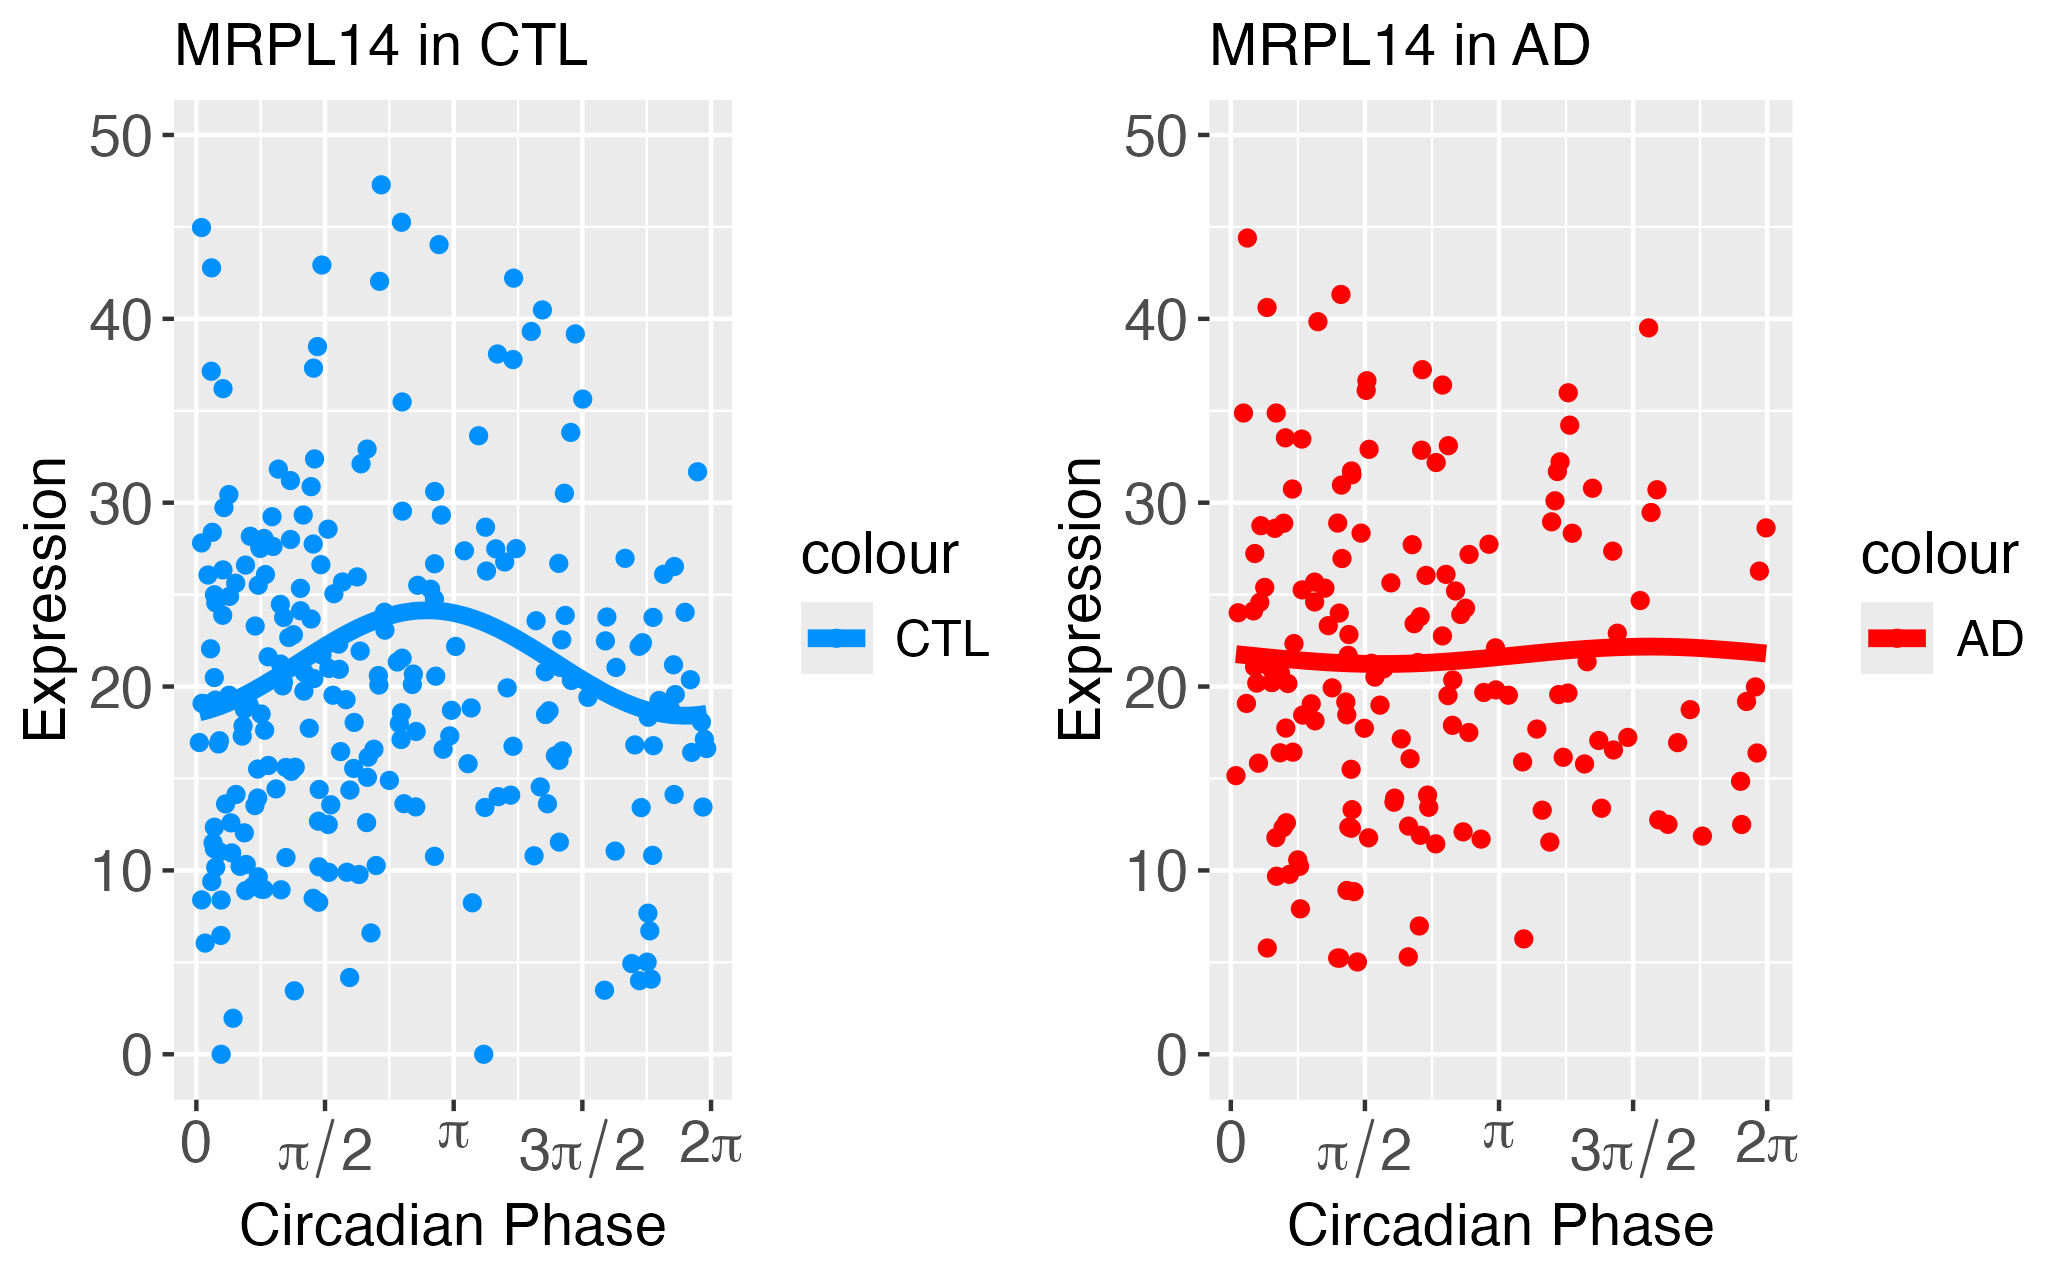 MRPL14 in CTL
50
40
30
20
10
0
Expression
0 π/2 π 3π/2 2π
Circadian Phase
colour
CTL
MRPL14 in AD
50
40
30
20
10
0
Expression
0 π/2 π 3π/2 2π
Circadian Phase
colour
AD